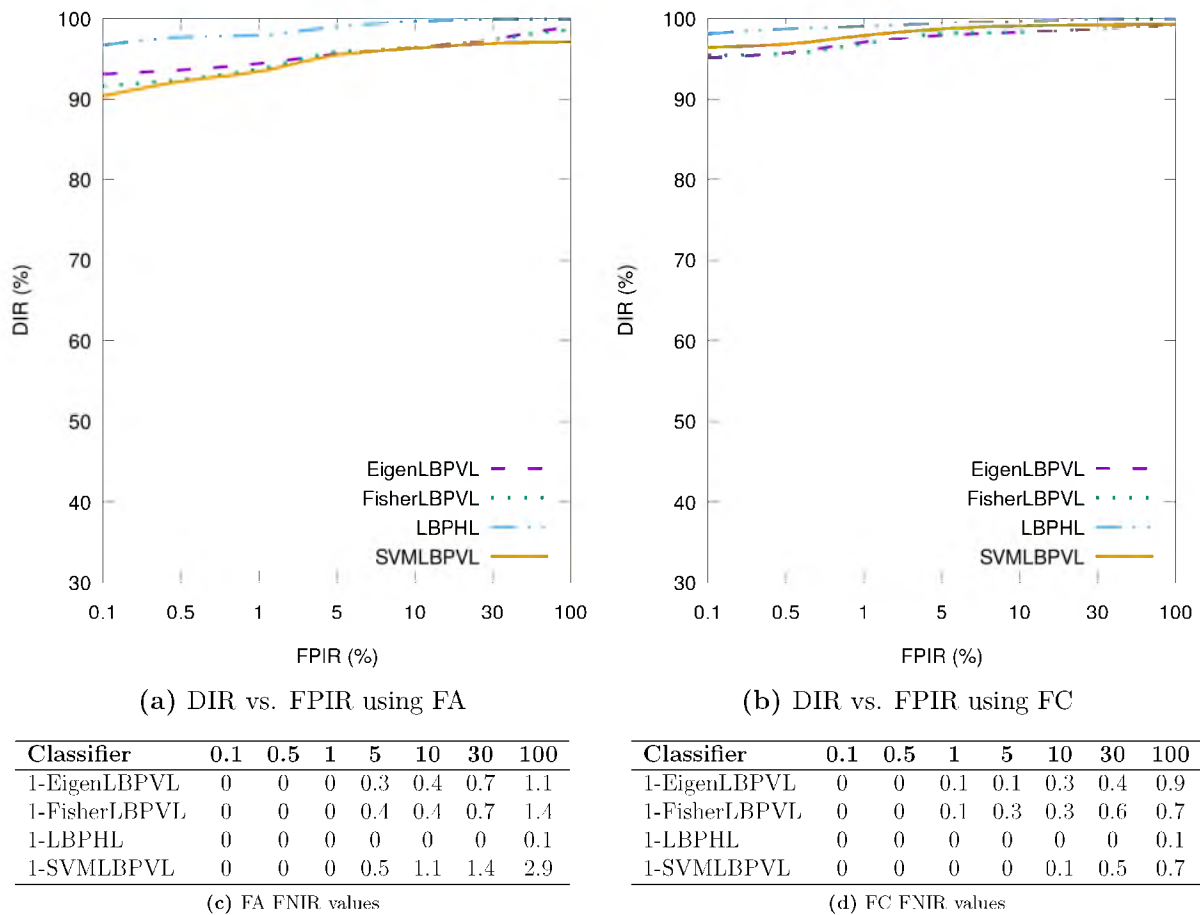 100
90
80
70
60
50
40
30
DIR (%)
EigenLBPVL
FisherLBPVL
LBPHL
SVMLBPVL
0.1 0.5 1 5 10 30 100
FPIR (%)
(a) DIR vs. FPIR using FA
100
90
80
70
60
50
40
30
DIR (%)
EigenLBPVL
FisherLBPVL
LBPHL
SVMLBPVL
0.1 0.5 1 5 10 30 100
FPIR (%)
(b) DIR vs. FPIR using FC
Classifier 0.1 0.5 1 5 10 30 100
1-EigenLBPVL 0 0 0 0.3 0.4 0.7 1.1
1-FisherLBPVL 0 0 0 0.4 0.4 0.7 1.4
1-LBPHL 0 0 0 0 0 0 0.1
1-SVMLBPVL 0 0 0 0.5 1.1 1.4 2.9
(c) FA FNIR values
Classifier 0.1 0.5 1 5 10 30 100
1-EigenLBPVL 0 0 0.1 0.1 0.3 0.4 0.9
1-FisherLBPVL 0 0 0.1 0.3 0.3 0.6 0.7
1-LBPHL 0 0 0 0 0 0 0.1
1-SVMLBPVL 0 0 0 0 0.1 0.5 0.7
(d) FC FNIR values